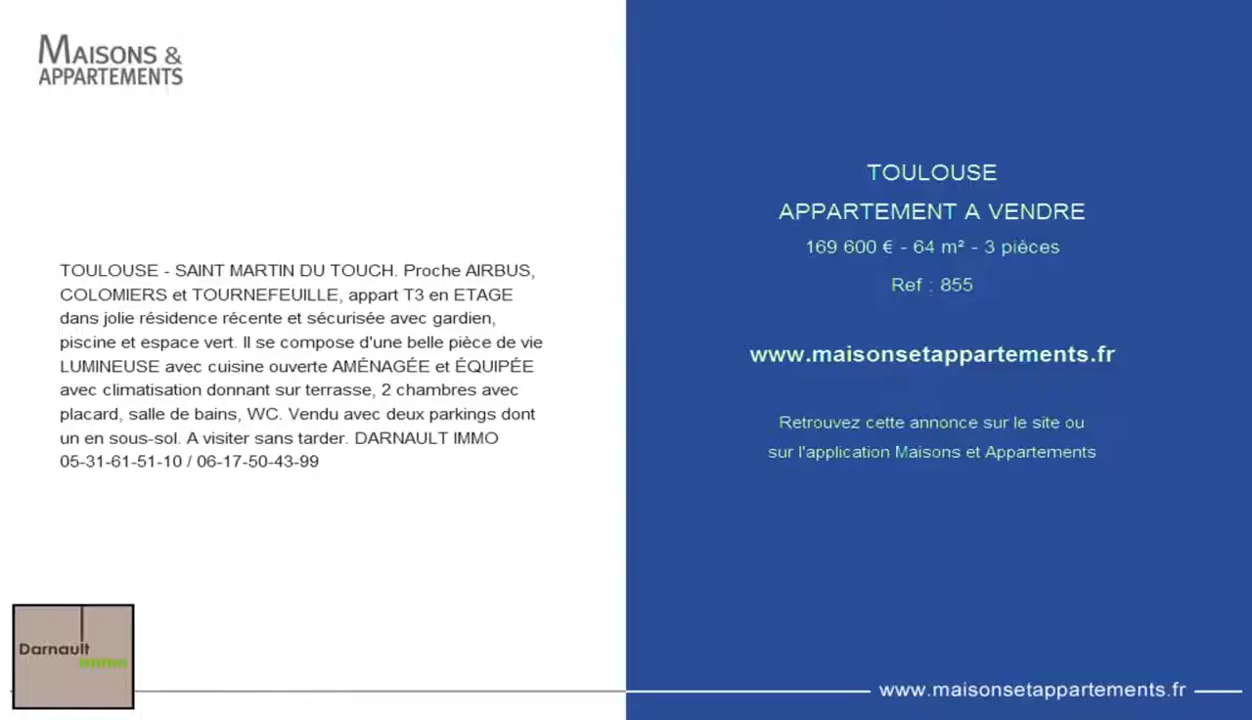 MAISONS &
APPARTEMENTS
TOULOUSE - SAINT MARTIN DU TOUCH. Proche AIRBUS,
COLOMIERS et TOURNEFEUILLE, appart T3 en ETAGE
dans jolie résidence récente et sécurisée avec gardien,
piscine et espace vert. Il se compose d'une belle pièce de vie
LUMINEUSE avec cuisine ouverte AMÉNAGÉE et ÉQUIPÉE
avec climatisation donnant sur terrasse, 2 chambres avec
placard, salle de bains, WC. Vendu avec deux parkings dont
un en sous-sol. A visiter sans tarder. DARNAULT IMMO
05-31-61-51-10 / 06-17-50-43-99
Darnault
immo
TOULOUSE
APPARTEMENT A VENDRE
169 600 € - 64 m² - 3 pièces
Ref : 855
www.maisonsetappartements.fr
Retrouvez cette annonce sur le site ou
sur l'application Maisons et Appartements
www.maisonsetappartements.fr